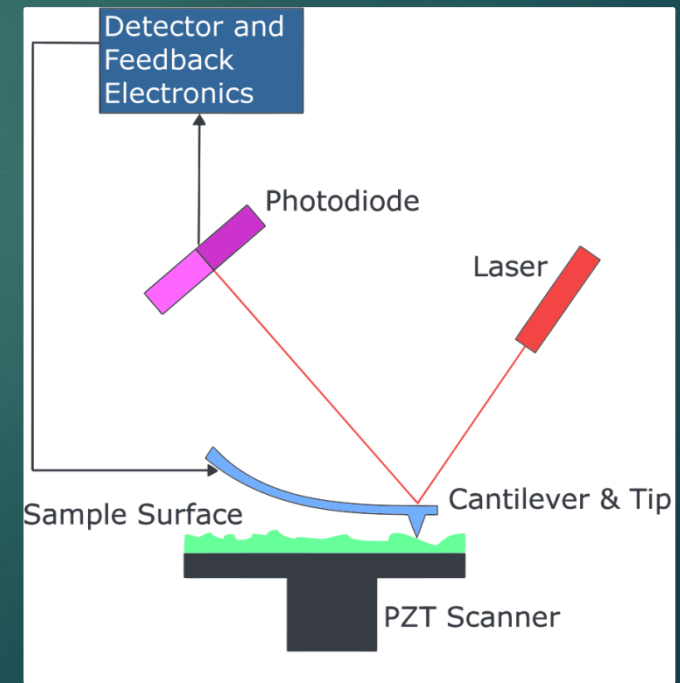 Detector and
Feedback
Electronics
Photodiode
Laser
Cantilever & Tip
Sample Surface
PZT Scanner